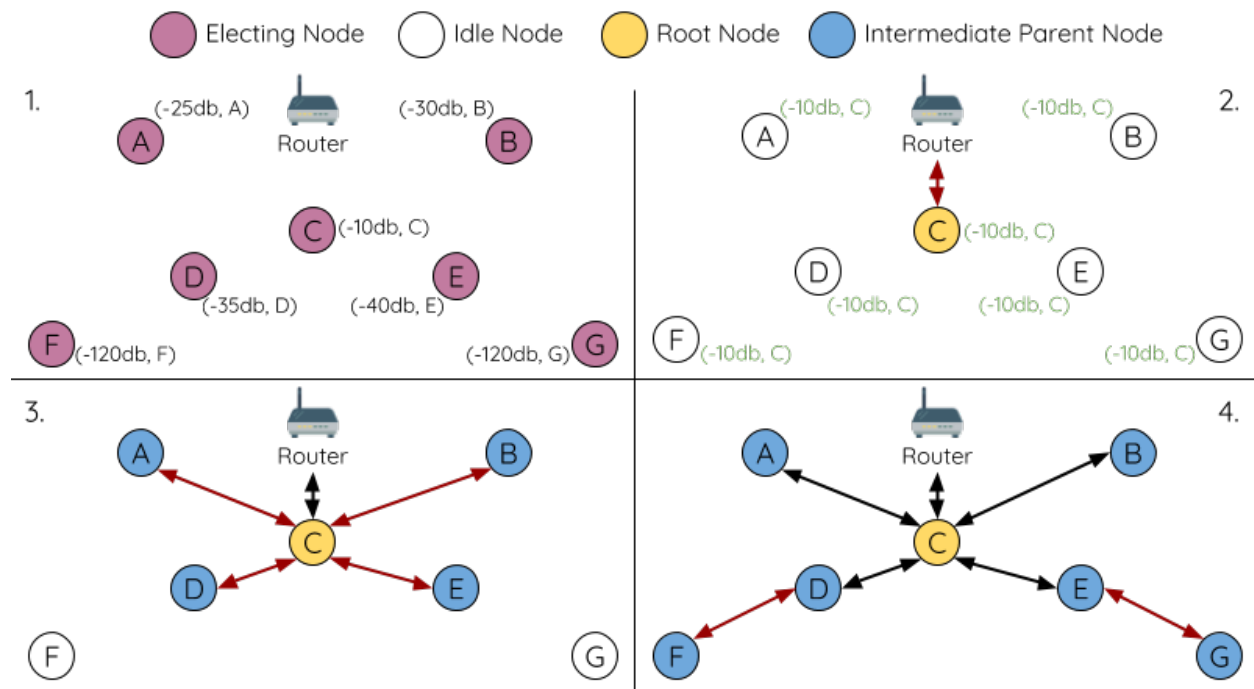 Electing Node Idle Node Root Node Intermediate Parent Node
1.
(-25db, A)
(-30db, B)
A
Router
B
C
(-10db, C)
D
E
(-35db, D)
(-40db, E)
F
(-120db, F)
(-120db, G)
G
2.
(-10db, C)
(-10db, C)
A
Router
B
C
(-10db, C)
D
E
(-10db, C)
(-10db, C)
F
(-10db, C)
(-10db, C)
G
3.
A
Router
B
C
D
E
F
G
4.
A
Router
B
C
D
E
F
G